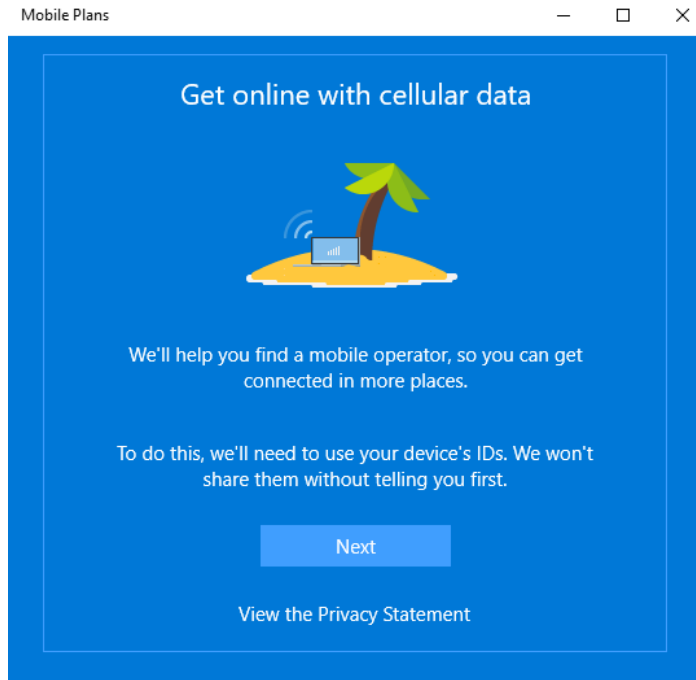 Mobile Plans
Get online with cellular data
We'll help you find a mobile operator, so you can get
connected in more places.
To do this, we'll need to use your device's IDs. We won't
share them without telling you first.
Next
View the Privacy Statement